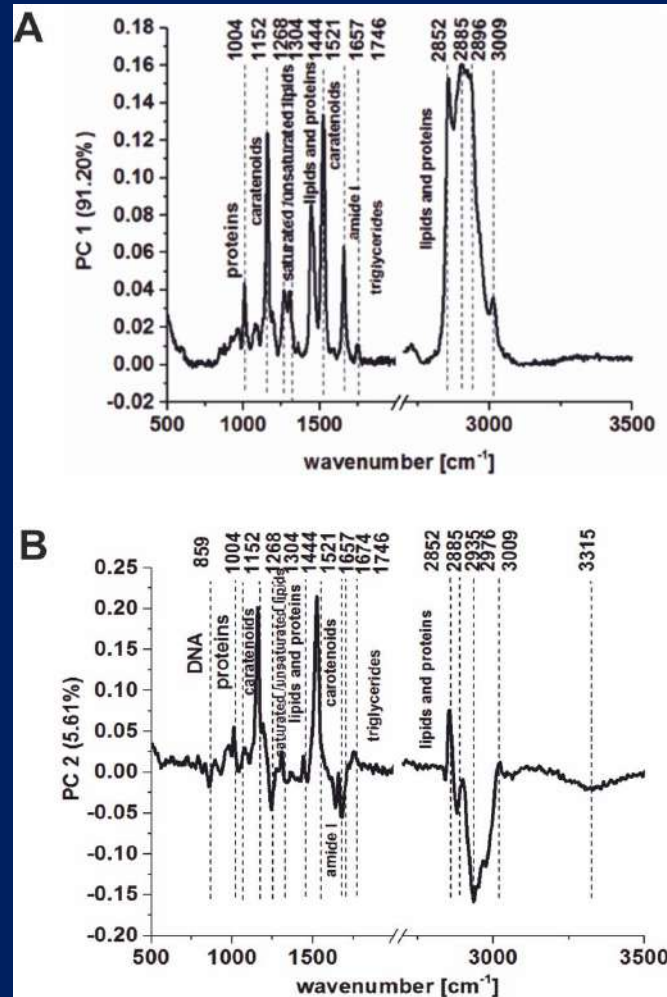 A
1004
1152
1268
1304
1444
1521
1657
1746
2852
2885
2896
3009
proteins
caratenoids
saturated /unsaturated lipids
lipids and proteins
caratenoids
amide I
triglycerides
lipids and proteins
PC 1 (91.20%)
0.18
0.16
0.14
0.12
0.10
0.08
0.06
0.04
0.02
0.00
-0.02
500
1000
1500
3000
3500
wavenumber [cm⁻¹]
B
859
1004
1152
1268
1304
1444
1521
1657
1674
1746
2852
2885
2935
2976
3009
3315
DNA
proteins
caratenoids
saturated /unsaturated lipids
lipids and proteins
carotenoids
amide I
triglycerides
lipids and proteins
PC 2 (5.61%)
0.25
0.20
0.15
0.10
0.05
0.00
-0.05
-0.10
-0.15
-0.20
500
1000
1500
3000
3500
wavenumber [cm⁻¹]